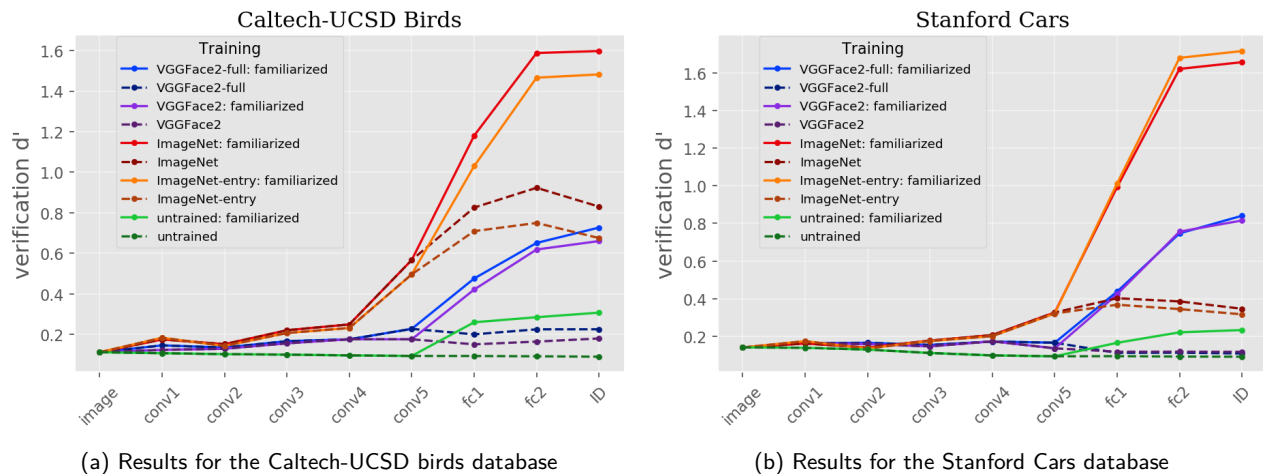 Caltech-UCSD Birds
verification d'
1.6
1.4
1.2
1.0
0.8
0.6
0.4
0.2
Training
VGGFace2-full: familiarized
VGGFace2-full
VGGFace2: familiarized
VGGFace2
ImageNet: familiarized
ImageNet
ImageNet-entry: familiarized
ImageNet-entry
untrained: familiarized
untrained
image
conv1
conv2
conv3
conv4
conv5
fc1
fc2
ID
(a) Results for the Caltech-UCSD birds database
Stanford Cars
verification d'
1.6
1.4
1.2
1.0
0.8
0.6
0.4
0.2
Training
VGGFace2-full: familiarized
VGGFace2-full
VGGFace2: familiarized
VGGFace2
ImageNet: familiarized
ImageNet
ImageNet-entry: familiarized
ImageNet-entry
untrained: familiarized
untrained
image
conv1
conv2
conv3
conv4
conv5
fc1
fc2
ID
(b) Results for the Stanford Cars database